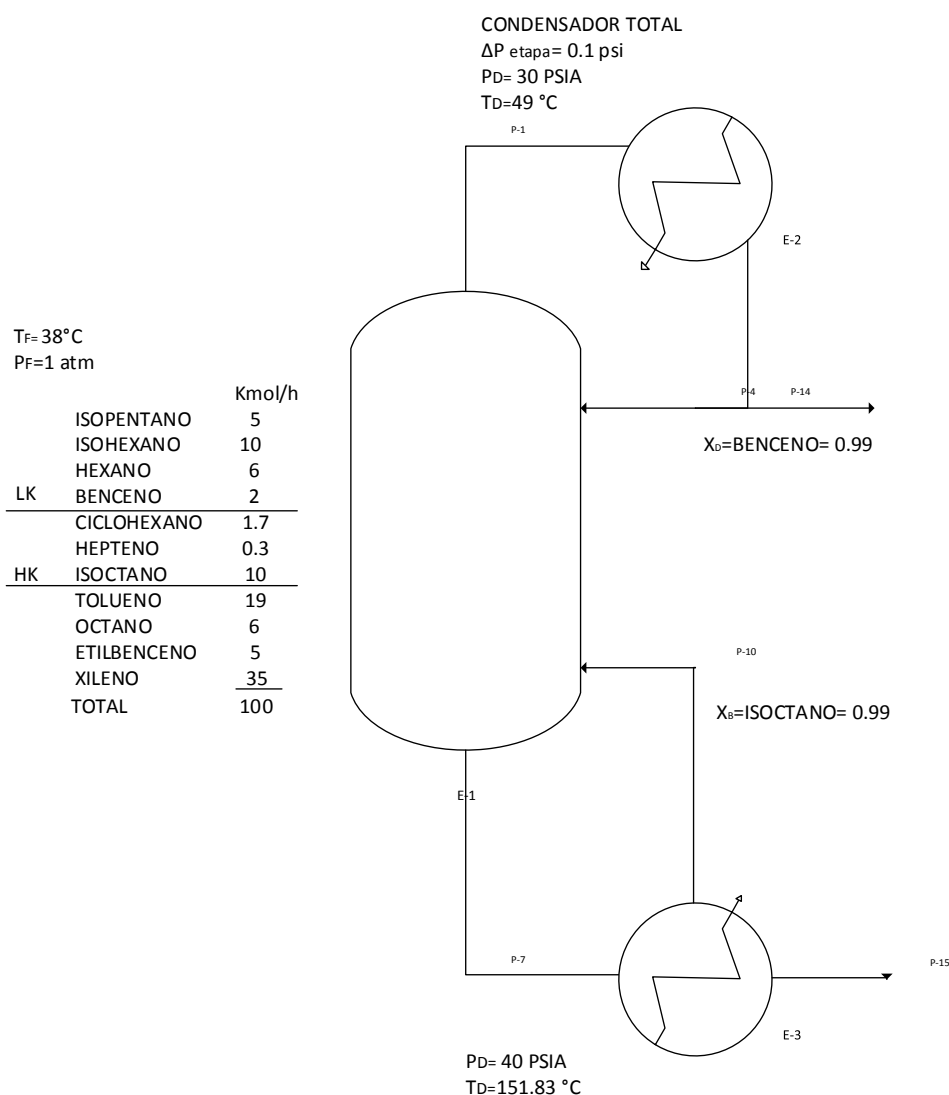 CONDENSADOR TOTAL
ΔP etapa= 0.1 psi
PD= 30 PSIA
TD=49 °C
P-1
E-2
TF= 38°C
PF=1 atm
Kmol/h
ISOPENTANO 5
ISOHEXANO 10
HEXANO 6
LK BENCENO 2
CICLOHEXANO 1.7
HEPTENO 0.3
HK ISOCTANO 10
TOLUENO 19
OCTANO 6
ETILBENCENO 5
XILENO 35
TOTAL 100
P-4 P-14
XD=BENCENO= 0.99
P-10
XB=ISOCTANO= 0.99
E-1
P-7
P-15
E-3
PD= 40 PSIA
TD=151.83 °C